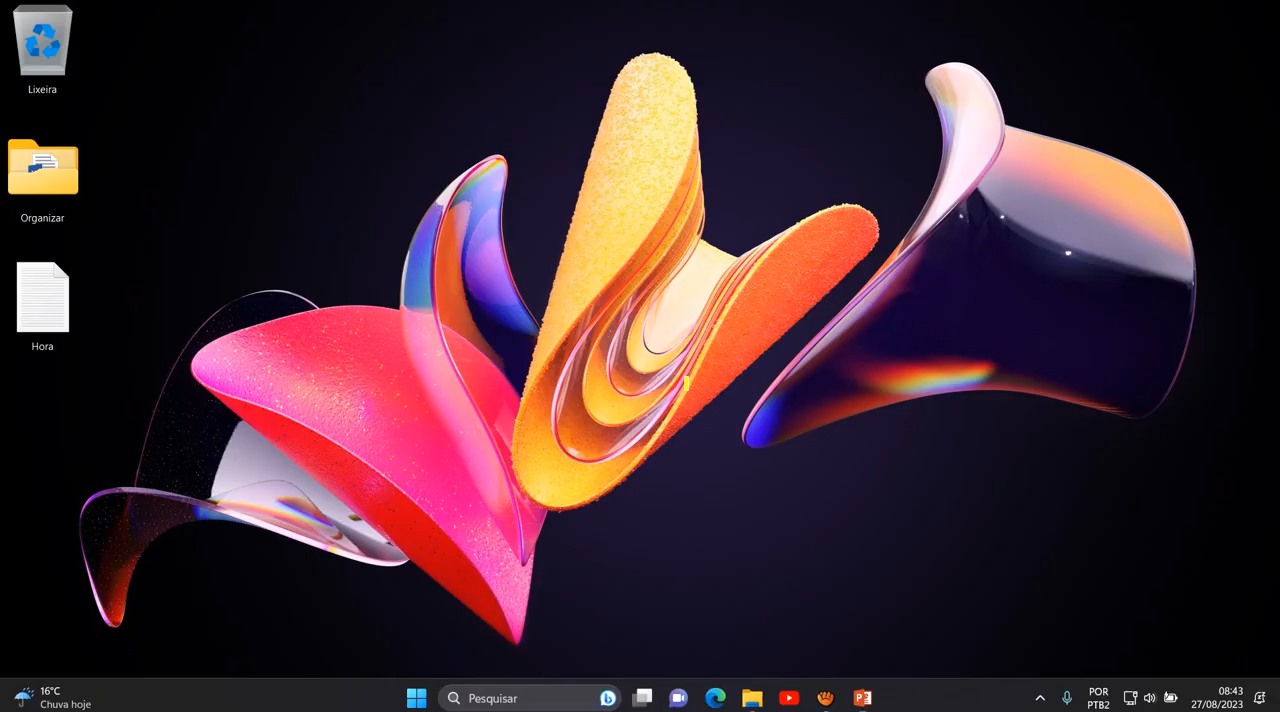 Lixeira
Organizar
Hora
16°C
Chuva hoje
Pesquisar
POR
PTB2
08:43
27/08/2023